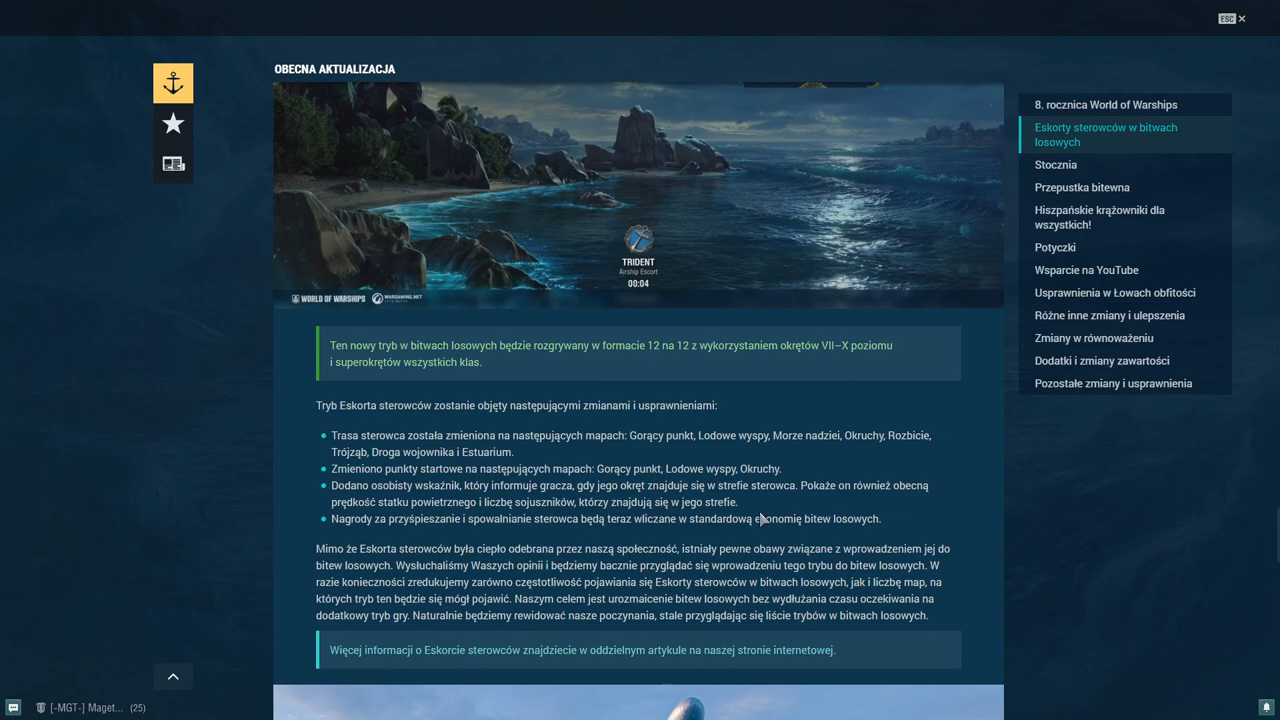 ESC
OBECNA AKTUALIZACJA
TRIDENT
Airship Escort
00:04
WORLD OF WARSHIPS
WARGAMING.NET
Ten nowy tryb w bitwach losowych będzie rozgrywany w formacie 12 na 12 z wykorzystaniem okrętów VII–X poziomu
i superokrętów wszystkich klas.
Tryb Eskorta sterowców zostanie objęty następującymi zmianami i usprawnieniami:
Trasa sterowca została zmieniona na następujących mapach: Gorący punkt, Lodowe wyspy, Morze nadziei, Okruchy, Rozbicie,
Trójząb, Droga wojownika i Estuarium.
Zmieniono punkty startowe na następujących mapach: Gorący punkt, Lodowe wyspy, Okruchy.
Dodano osobisty wskaźnik, który informuje gracza, gdy jego okręt znajduje się w strefie sterowca. Pokaże on również obecną
prędkość statku powietrznego i liczbę sojuszników, którzy znajdują się w jego strefie.
Nagrody za przyśpieszanie i spowalnianie sterowca będą teraz wliczane w standardową ekonomię bitew losowych.
Mimo że Eskorta sterowców była ciepło odebrana przez naszą społeczność, istniały pewne obawy związane z wprowadzeniem jej do
bitew losowych. Wysłuchaliśmy Waszych opinii i będziemy bacznie przyglądać się wprowadzeniu tego trybu do bitew losowych. W
razie konieczności zredukujemy zarówno częstotliwość pojawiania się Eskorty sterowców w bitwach losowych, jak i liczbę map, na
których tryb ten będzie się mógł pojawić. Naszym celem jest urozmaicenie bitew losowych bez wydłużania czasu oczekiwania na
dodatkowy tryb gry. Naturalnie będziemy rewidować nasze poczynania, stale przyglądając się liście trybów w bitwach losowych.
Więcej informacji o Eskorcie sterowców znajdziecie w oddzielnym artykule na naszej stronie internetowej.
8. rocznica World of Warships
Eskorty sterowców w bitwach
losowych
Stocznia
Przepustka bitewna
Hiszpańskie krążowniki dla
wszystkich!
Potyczki
Wsparcie na YouTube
Usprawnienia w Łowach obfitości
Różne inne zmiany i ulepszenia
Zmiany w równoważeniu
Dodatki i zmiany zawartości
Pozostałe zmiany i usprawnienia
[-MGT-] Maget... (25)